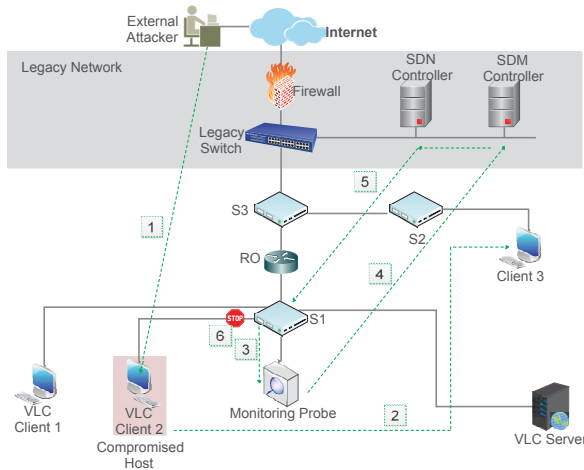 External
Attacker
Internet
Legacy Network
SDN
Controller
SDM
Controller
Firewall
Legacy
Switch
5
S3
S2
1
4
RO
Client 3
STOP
S1
6
3
VLC
Client 1
VLC
Client 2
Monitoring Probe
2
VLC Server
Compromised
Host